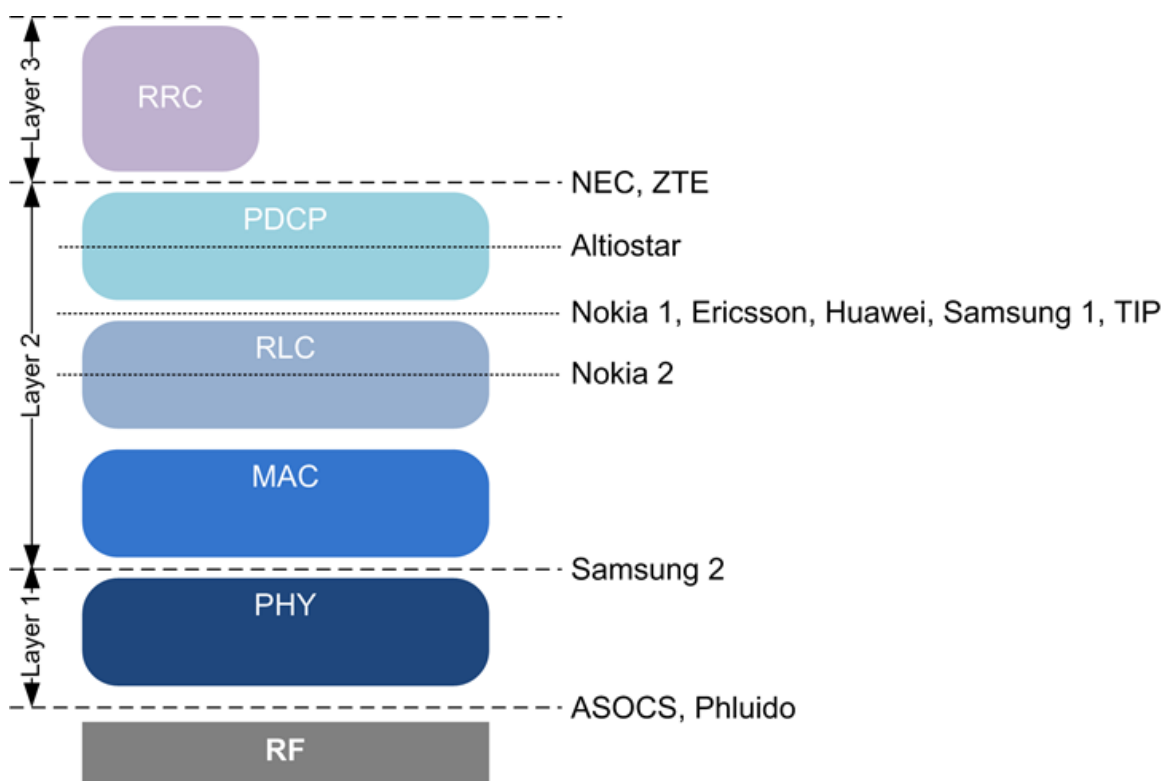 Layer 3
RRC
NEC, ZTE
PDCP
Altiostar
Nokia 1, Ericsson, Huawei, Samsung 1, TIP
Layer 2
RLC
Nokia 2
MAC
Samsung 2
Layer 1
PHY
ASOCS, Phluido
RF